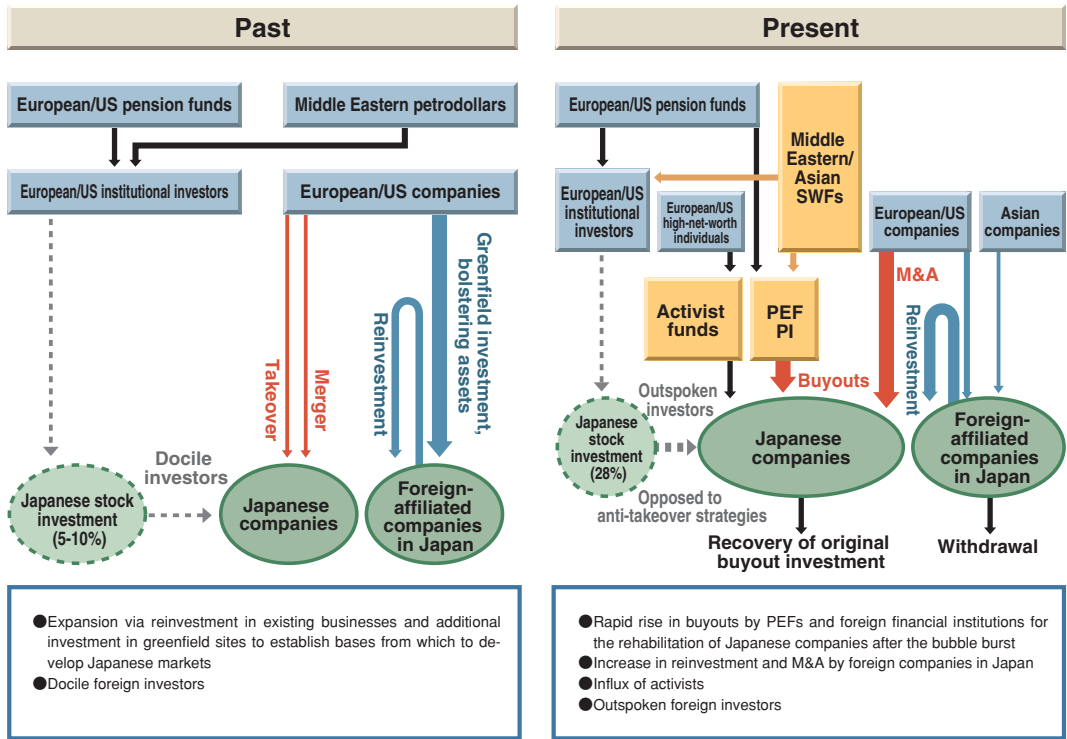 Past
European/US pension funds
Middle Eastern petrodollars
European/US institutional investors
European/US companies
Greenfield investment,
bolstering assets
Reinvestment
Takeover
Merger
Docile
investors
Japanese stock
investment
(5-10%)
Japanese
companies
Foreign-
affiliated
companies
in Japan
●Expansion via reinvestment in existing businesses and additional
investment in greenfield sites to establish bases from which to de-
velop Japanese markets
●Docile foreign investors
Present
European/US pension funds
Middle
Eastern/
Asian
SWFs
European/US
institutional
investors
European/US
high-net-worth
individuals
European/US
companies
Asian
companies
M&A
Reinvestment
Activist
funds
PEF
PI
Buyouts
Outspoken
investors
Japanese
stock
investment
(28%)
Japanese
companies
Foreign-
affiliated
companies
in Japan
Opposed to
anti-takeover strategies
Recovery of original
buyout investment
Withdrawal
●Rapid rise in buyouts by PEFs and foreign financial institutions for
the rehabilitation of Japanese companies after the bubble burst
●Increase in reinvestment and M&A by foreign companies in Japan
●Influx of activists
●Outspoken foreign investors